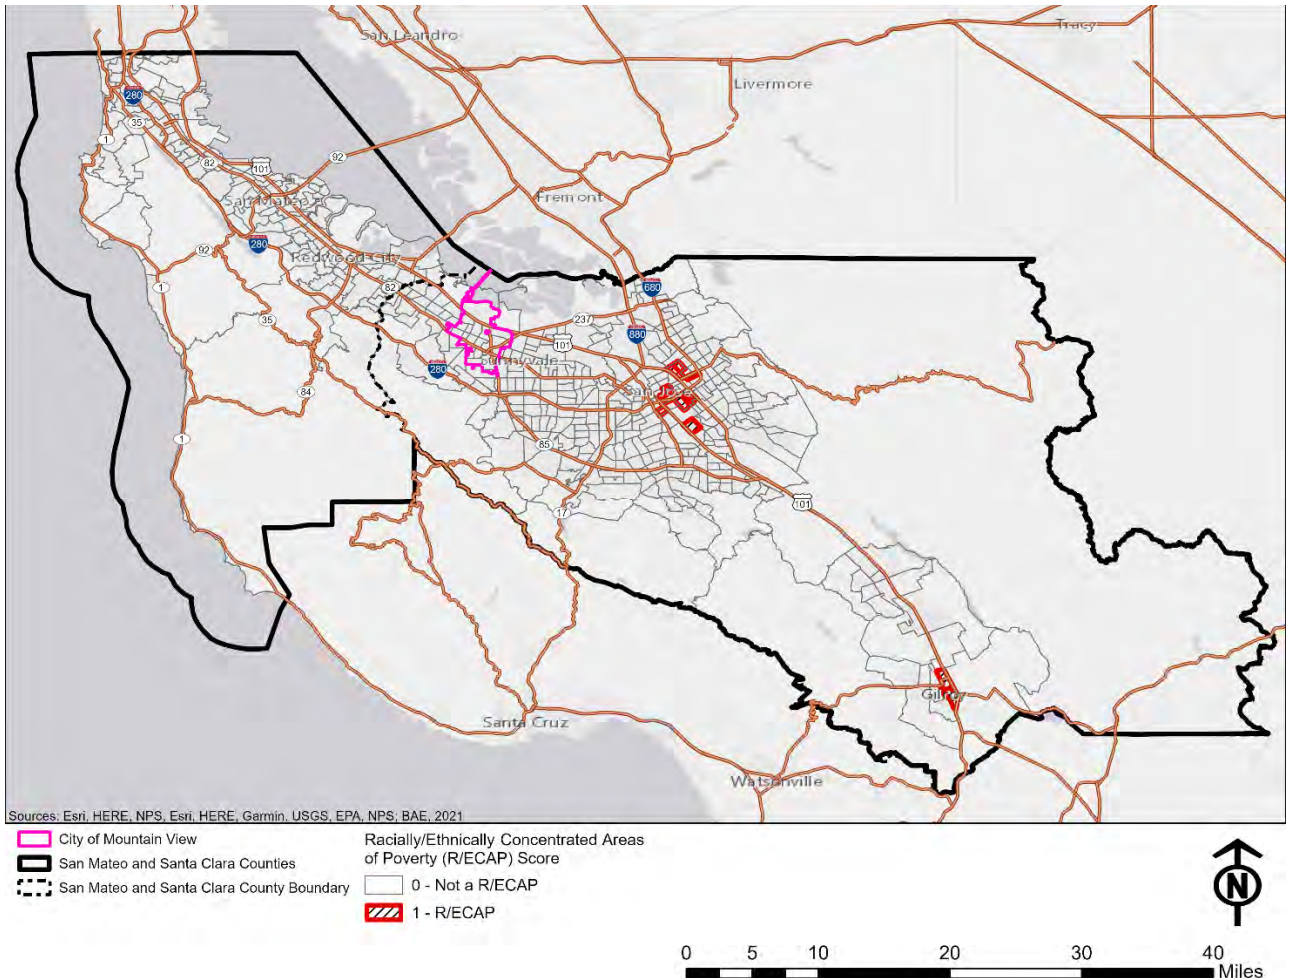 San Leandro
Tracy
Livermore
280
35
1
82
101
92
San Mateo
Fremont
92
280
Redwood City
1
82
680
35
237
880
101
Sunnyvale
280
San Jose
84
1
85
101
17
Gilroy
Santa Cruz
Watsonville
Sources: Esri, HERE, NPS, Esri, HERE, Garmin, USGS, EPA, NPS; BAE, 2021
City of Mountain View
San Mateo and Santa Clara Counties
San Mateo and Santa Clara County Boundary
Racially/Ethnically Concentrated Areas
of Poverty (R/ECAP) Score
0 - Not a R/ECAP
1 - R/ECAP
N
0 5 10 20 30 40
Miles